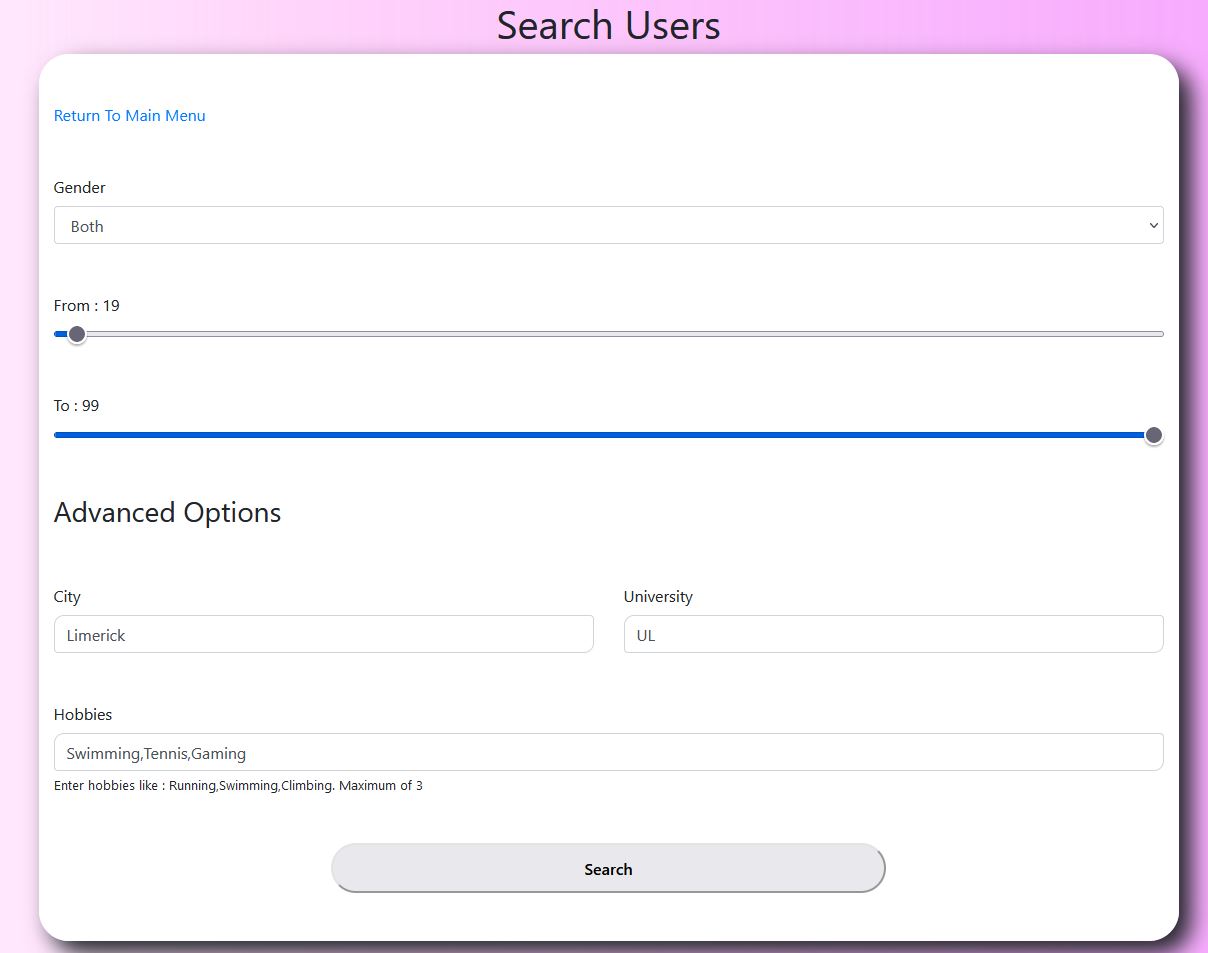 Search Users
Return To Main Menu
Gender
Both
From : 19
To : 99
Advanced Options
City
University
Limerick
UL
Hobbies
Swimming,Tennis,Gaming
Enter hobbies like : Running,Swimming,Climbing. Maximum of 3
Search